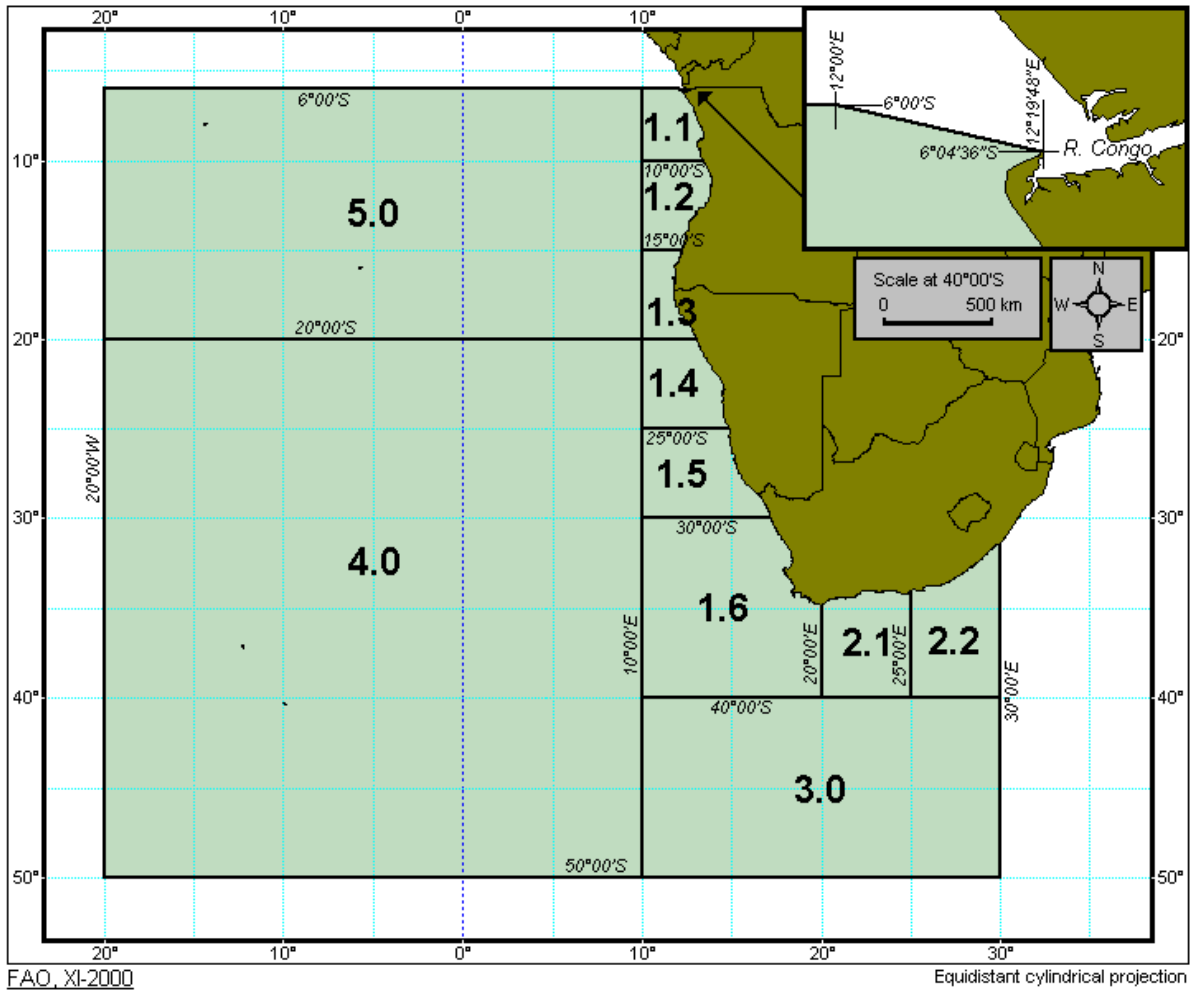 20° 10° 0° 10°
12°00'E
6°00'S
12°19'48"E
6°04'36"S
R. Congo
6°00'S
1.1
10° 10°00'S
1.2
5.0
15°00'S
Scale at 40°00'S
0 500 km
N
W E
S
1.3
20°00'S
20° 20°
1.4
25°00'S
20°00'W
1.5
30° 30°00'S 30°
4.0
1.6
10°00'E
20°00'E
2.1
25°00'E
2.2
30°00'E
40° 40°00'S 40°
3.0
50°00'S
50° 50°
20° 10° 0° 10° 20° 30°
FAO, XI-2000
Equidistant cylindrical projection